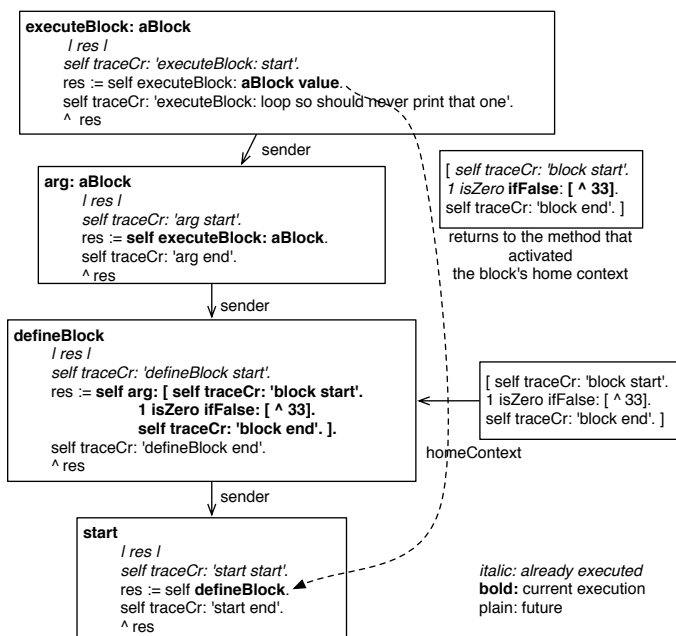 executeBlock: aBlock
| res |
self traceCr: 'executeBlock: start'.
res := self executeBlock: aBlock value.
self traceCr: 'executeBlock: loop so should never print that one'.
^ res
sender
arg: aBlock
| res |
self traceCr: 'arg start'.
res := self executeBlock: aBlock.
self traceCr: 'arg end'.
^ res
[ self traceCr: 'block start'.
1 isZero ifFalse: [ ^ 33].
self traceCr: 'block end'. ]
returns to the method that
activated
the block's home context
sender
defineBlock
| res |
self traceCr: 'defineBlock start'.
res := self arg: [ self traceCr: 'block start'.
1 isZero ifFalse: [ ^ 33].
self traceCr: 'block end'. ].
self traceCr: 'defineBlock end'.
^ res
[ self traceCr: 'block start'.
1 isZero ifFalse: [ ^ 33].
self traceCr: 'block end'. ]
homeContext
sender
start
| res |
self traceCr: 'start start'.
res := self defineBlock.
self traceCr: 'start end'.
^ res
italic: already executed
bold: current execution
plain: future